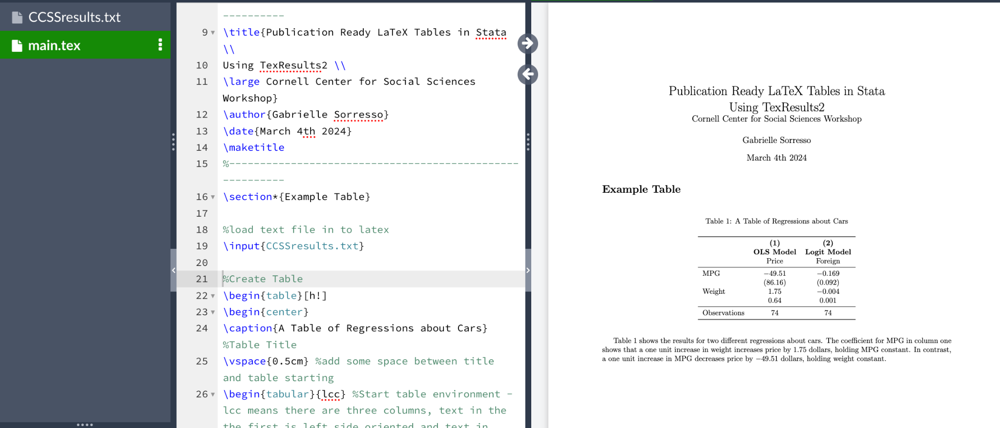 CCSSresults.txt
main.tex
----------
9 \title{Publication Ready LaTeX Tables in Stata
\\
10 Using TexResults2 \\
11 \large Cornell Center for Social Sciences
Workshop}
12 \author{Gabrielle Sorresso}
13 \date{March 4th 2024}
14 \maketitle
15 %-----------------------------------------------
----------
16 \section*{Example Table}
17
18 %load text file in to latex
19 \input{CCSSresults.txt}
20
21 %Create Table
22 \begin{table}[h!]
23 \begin{center}
24 \caption{A Table of Regressions about Cars}
%Table Title
25 \vspace{0.5cm} %add some space between title
and table starting
26 \begin{tabular}{lcc} %Start table environment -
lcc means there are three columns, text in the
the first is left side oriented and text in
Publication Ready LaTeX Tables in Stata
Using TexResults2
Cornell Center for Social Sciences Workshop
Gabrielle Sorresso
March 4th 2024
Example Table
Table 1: A Table of Regressions about Cars
(1) (2)
OLS Model Logit Model
Price Foreign
MPG −49.51 −0.169
(86.16) (0.092)
Weight 1.75 −0.004
0.64 0.001
Observations 74 74
Table 1 shows the results for two different regressions about cars. The coefficient for MPG in column one
shows that a one unit increase in weight increases price by 1.75 dollars, holding MPG constant. In contrast,
a one unit increase in MPG decreases price by −49.51 dollars, holding weight constant.